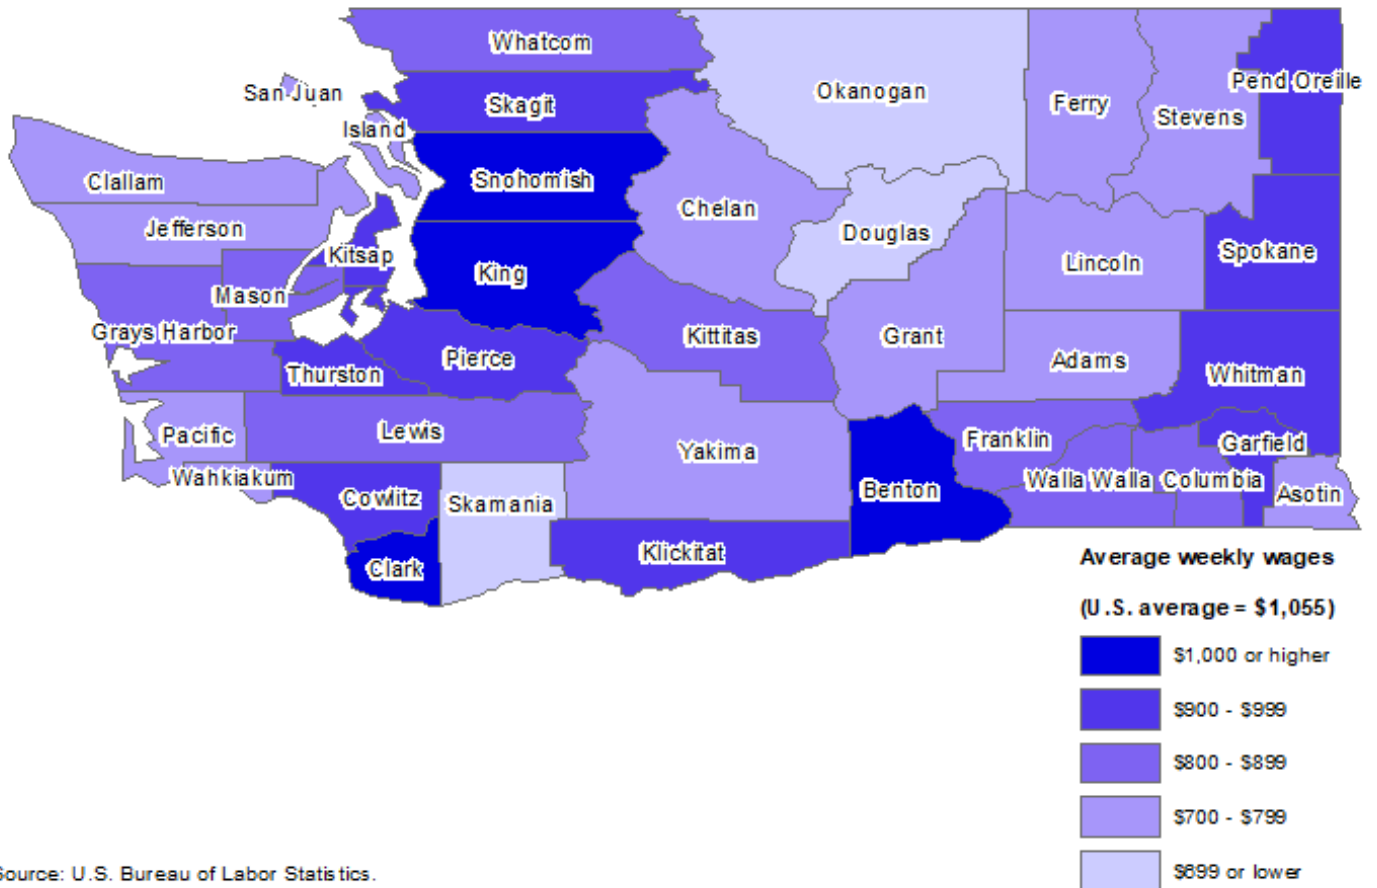 Whatcom
San Juan
Skagit
Island
Okanogan
Ferry
Stevens
Pend Oreille
Clallam
Snohomish
Chelan
Jefferson
Douglas
Kitsap
King
Lincoln
Spokane
Mason
Grays Harbor
Kittitas
Grant
Thurston
Pierce
Adams
Whitman
Pacific
Lewis
Yakima
Franklin
Garfield
Wahkiakum
Cowlitz
Skamania
Benton
Walla Walla
Columbia
Asotin
Clark
Klickitat
Average weekly wages
(U.S. average = $1,055)
$1,000 or higher
$900 - $999
$800 - $899
$700 - $799
$699 or lower
Source: U.S. Bureau of Labor Statistics.